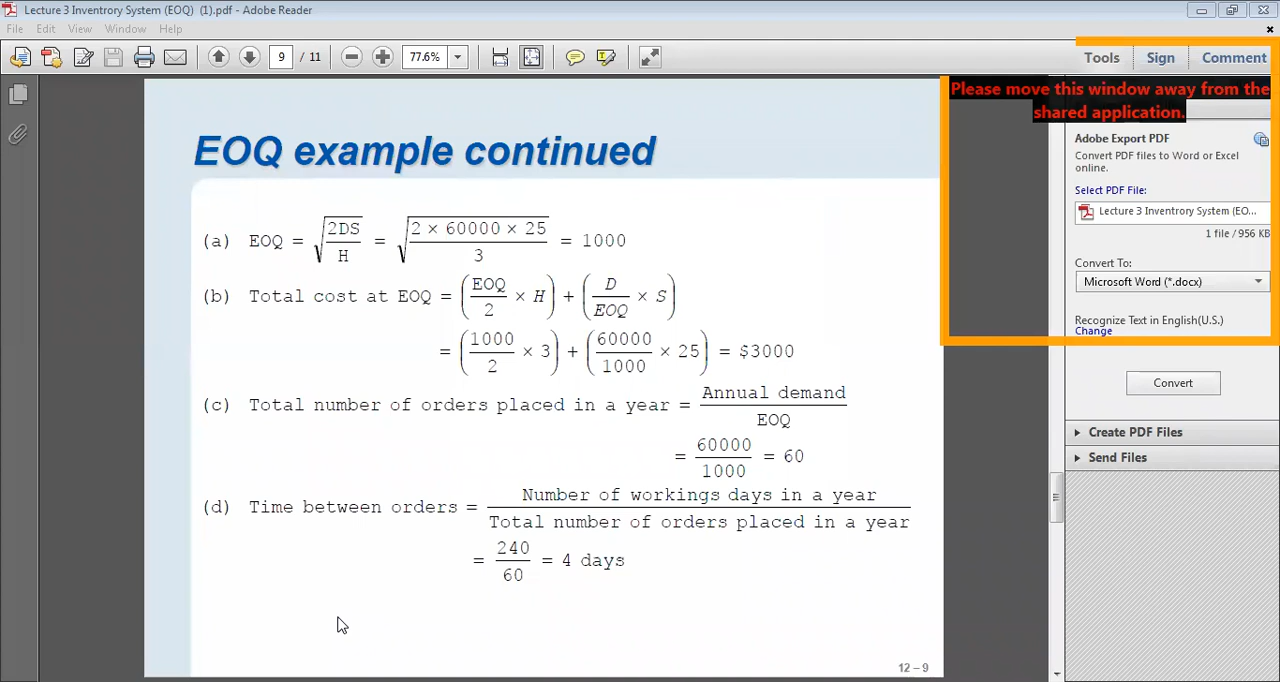 Lecture 3 Inventrory System (EOQ) (1).pdf - Adobe Reader
File Edit View Window Help
9 / 11 77.6% Tools Sign Comment
Please move this window away from the
shared application.
Adobe Export PDF
Convert PDF files to Word or Excel
online.
Select PDF File:
Lecture 3 Inventrory System (EO...
1 file / 956 KB
Convert To:
Microsoft Word (*.docx)
Recognize Text in English(U.S.)
Change
Convert
Create PDF Files
Send Files
EOQ example continued
(a) EOQ = √(2DS / H) = √(2 × 60000 × 25 / 3) = 1000
(b) Total cost at EOQ = (EOQ / 2 × H) + (D / EOQ × S)
= (1000 / 2 × 3) + (60000 / 1000 × 25) = $3000
(c) Total number of orders placed in a year = Annual demand / EOQ
= 60000 / 1000 = 60
(d) Time between orders = Number of workings days in a year / Total number of orders placed in a year
= 240 / 60 = 4 days
12 – 9